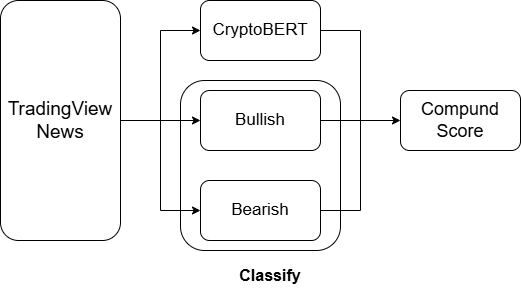 CryptoBERT
TradingView
News
Bullish
Compund
Score
Bearish
Classify